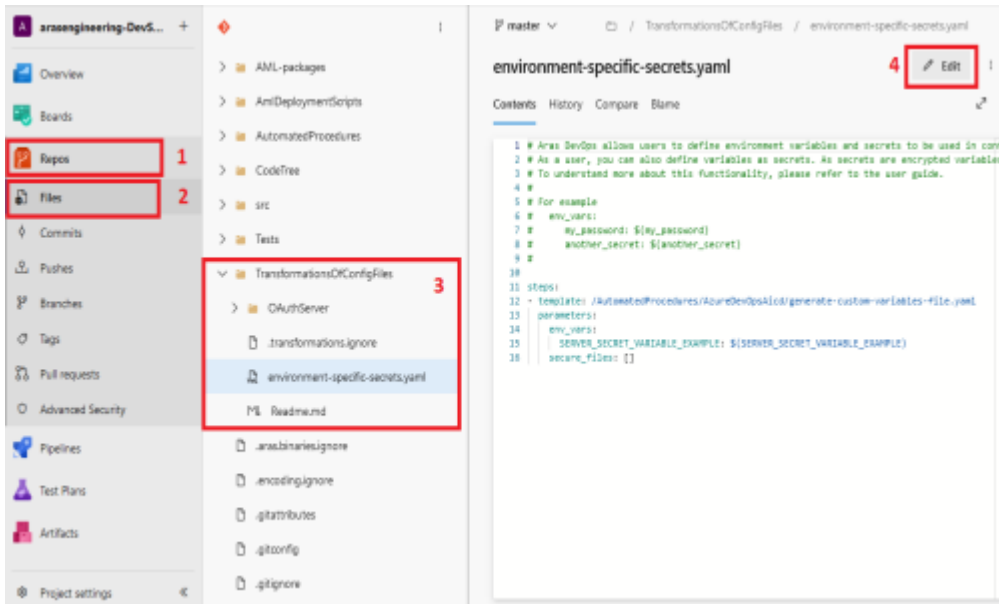 A arasengineering-DevS... +
Overview
Boards
Repos 1
Files 2
Commits
Pushes
Branches
Tags
Pull requests
Advanced Security
Pipelines
Test Plans
Artifacts
Project settings
AML-packages
AmlDeploymentScripts
AutomatedProcedures
CodeTree
src
Tests
TransformationsOfConfigFiles
3
OAuthServer
.transformations.ignore
environment-specific-secrets.yaml
M↓ Readme.md
.aras.binaries.ignore
.encoding.ignore
.gitattributes
.gitconfig
.gitignore
master / TransformationsOfConfigFiles / environment-specific-secrets.yaml
environment-specific-secrets.yaml 4 Edit
Contents History Compare Blame
1 # Aras DevOps allows users to define environment variables and secrets to be used in con
2 # As a user, you can also define variables as secrets. As secrets are encrypted variable
3 # To understand more about this functionality, please refer to the user guide.
4 #
5 # For example
6 # env_vars:
7 # my_password: $(my_password)
8 # another_secret: $(another_secret)
9 #
10
11 steps:
12 - template: /AutomatedProcedures/AzureDevOpsAicd/generate-custom-variables-file.yaml
13 parameters:
14 env_vars:
15 SERVER_SECRET_VARIABLE_EXAMPLE: $(SERVER_SECRET_VARIABLE_EXAMPLE)
16 secure_files: []